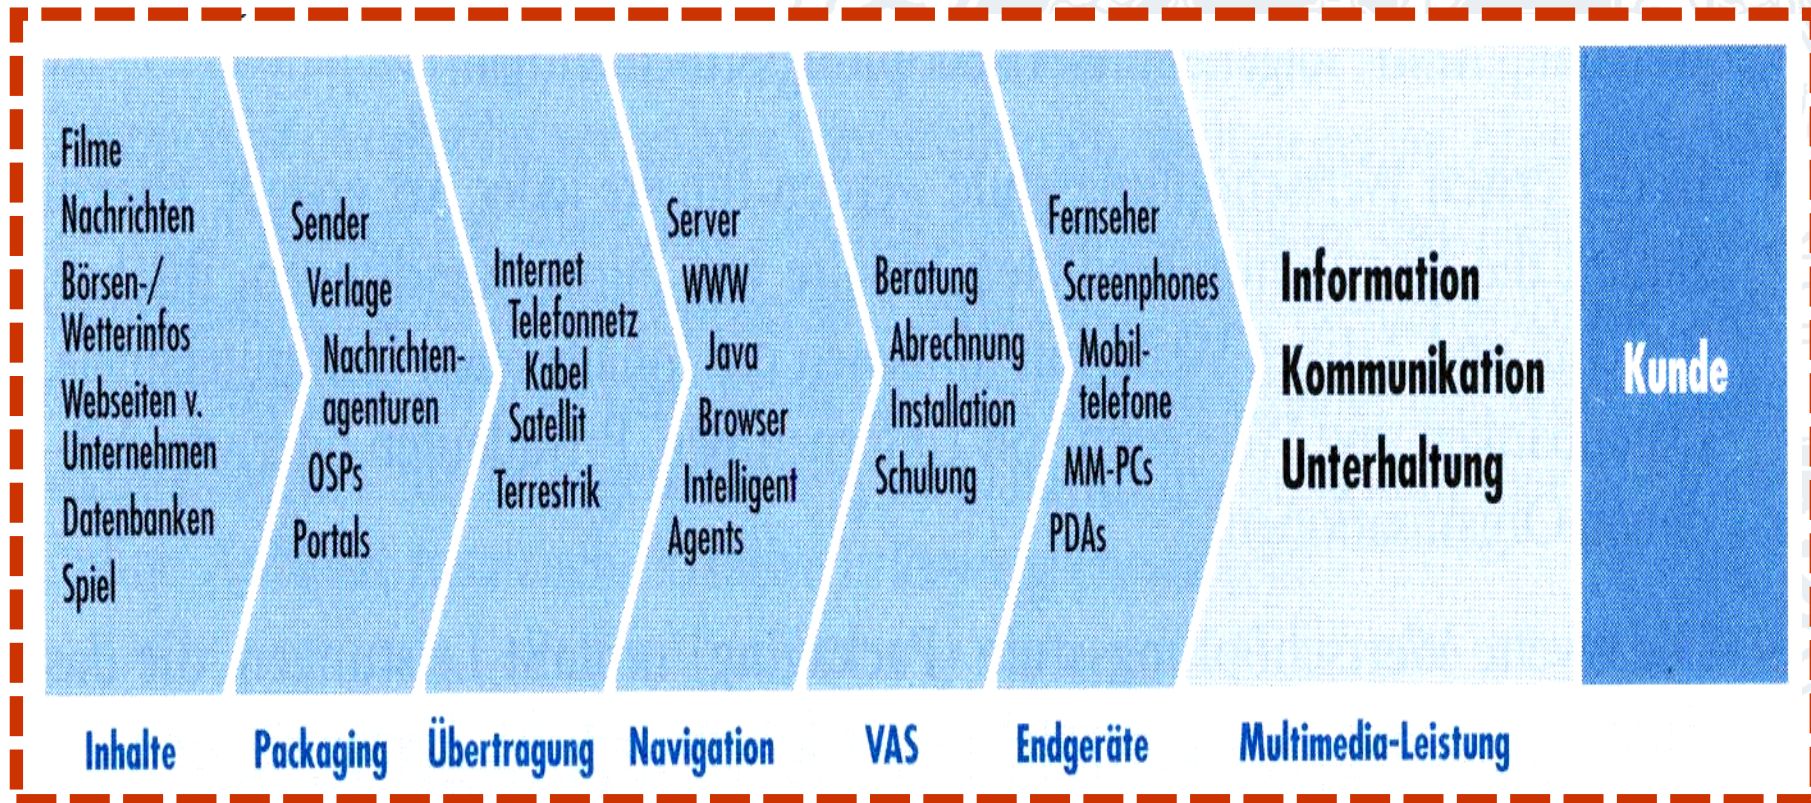 Filme
Nachrichten
Börsen-/
Wetterinfos
Webseiten v.
Unternehmen
Datenbanken
Spiel
Sender
Verlage
Nachrichten-
agenturen
OSPs
Portals
Internet
Telefonnetz
Kabel
Satellit
Terrestrik
Server
WWW
Java
Browser
Intelligent
Agents
Beratung
Abrechnung
Installation
Schulung
Fernseher
Screenphones
Mobil-
telefone
MM-PCs
PDAs
Information
Kommunikation
Unterhaltung
Kunde
Inhalte
Packaging
Übertragung
Navigation
VAS
Endgeräte
Multimedia-Leistung